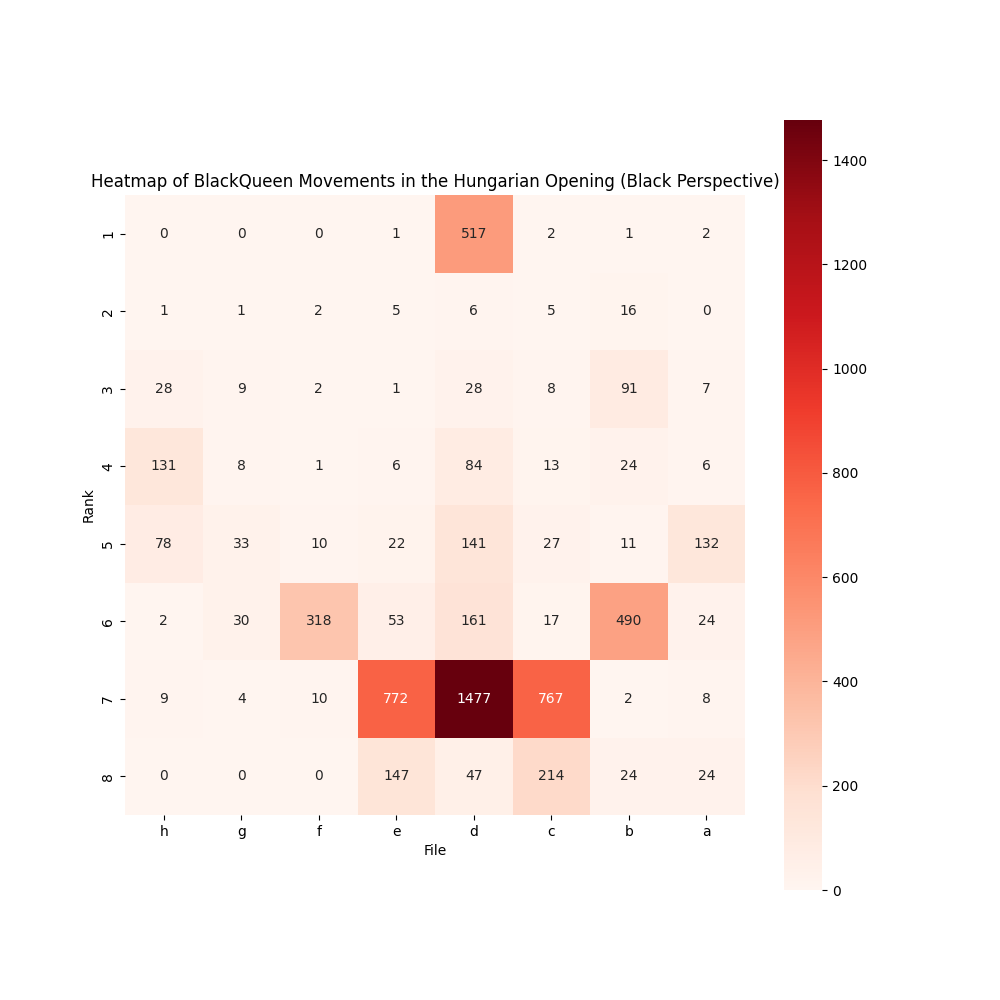 Heatmap of BlackQueen Movements in the Hungarian Opening (Black Perspective)
1 0 0 0 1 517 2 1 2
2 1 1 2 5 6 5 16 0
3 28 9 2 1 28 8 91 7
4 131 8 1 6 84 13 24 6
Rank
5 78 33 10 22 141 27 11 132
6 2 30 318 53 161 17 490 24
7 9 4 10 772 1477 767 2 8
8 0 0 0 147 47 214 24 24
h g f e d c b a
File
1400
1200
1000
800
600
400
200
0